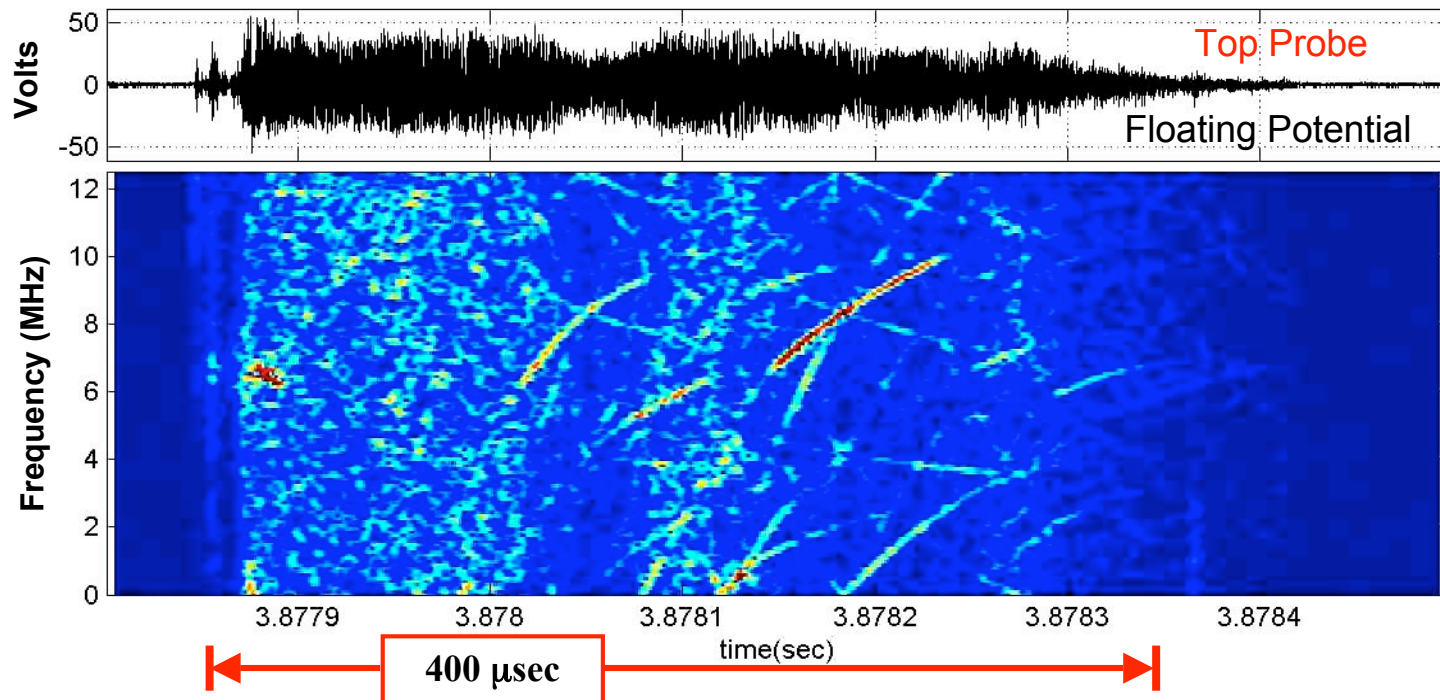 Volts
50
0
-50
Top Probe
Floating Potential
Frequency (MHz)
12
10
8
6
4
2
0
3.8779 3.878 3.8781 3.8782 3.8783 3.8784
time(sec)
400 μsec